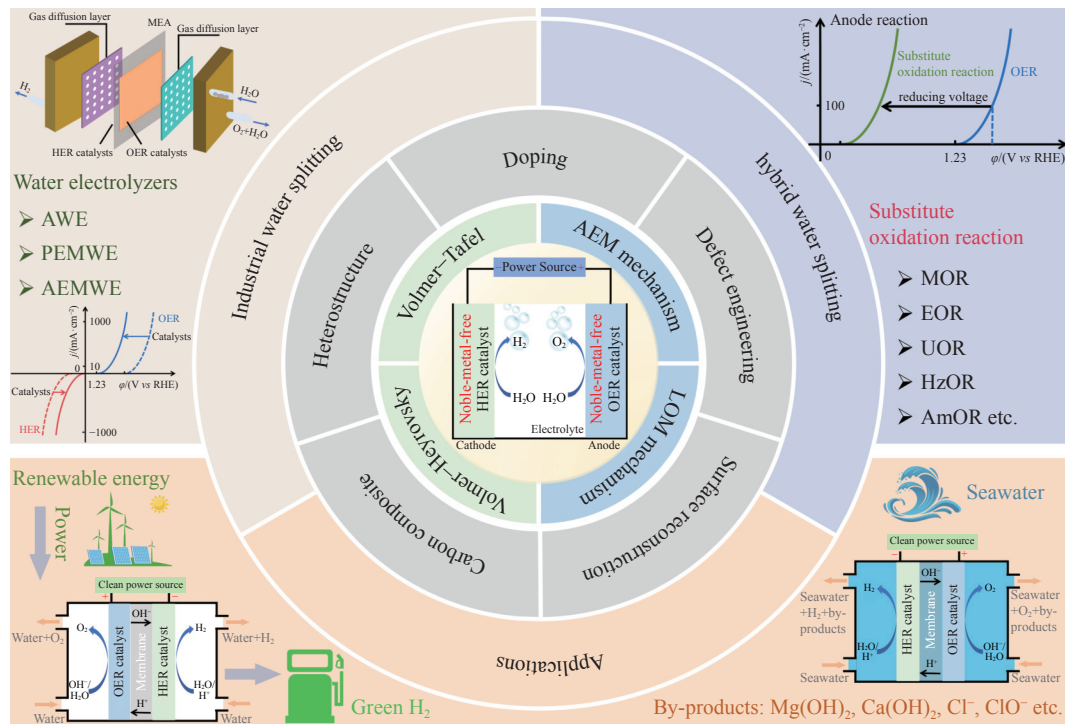 Gas diffusion layer
MEA
Gas diffusion layer
H₂
H₂O
O₂+H₂O
HER catalysts
OER catalysts
Water electrolyzers
➢ AWE
➢ PEMWE
➢ AEMWE
j/(mA·cm⁻²)
1000
OER
Catalysts
10
0
1.23
φ/(V vs RHE)
Catalysts
HER
−1000
Anode reaction
j/(mA·cm⁻²)
Substitute
oxidation reaction
OER
reducing voltage
100
0
1.23
φ/(V vs RHE)
Substitute
oxidation reaction
➢ MOR
➢ EOR
➢ UOR
➢ HzOR
➢ AmOR etc.
Industrial water splitting
hybrid water splitting
Applications
Doping
Defect engineering
Surface reconstruction
Carbon composite
Heterostructure
Volmer−Tafel
AEM mechanism
LOM mechanism
Volmer−Heyrovsky
−Power Source+
Noble-metal-free
HER catalyst
H₂
H₂O
O₂
H₂O
Noble-metal-free
OER catalyst
Electrolyte
Cathode
Anode
Renewable energy
Power
Clean power source
+
−
OH⁻
O₂
H₂
Water+O₂
Water+H₂
OER catalyst
Membrane
HER catalyst
OH⁻/
H₂O
H₂O/
H⁺
H⁺
Water
Water
Green H₂
Seawater
Clean power source
−
+
OH⁻
H₂
O₂
Seawater
+H₂+by-
products
Seawater
+O₂+by-
products
HER catalyst
Membrane
OER catalyst
H₂O/
H⁺
OH⁻/
H₂O
H⁺
Seawater
Seawater
By-products: Mg(OH)₂, Ca(OH)₂, Cl⁻, ClO⁻ etc.